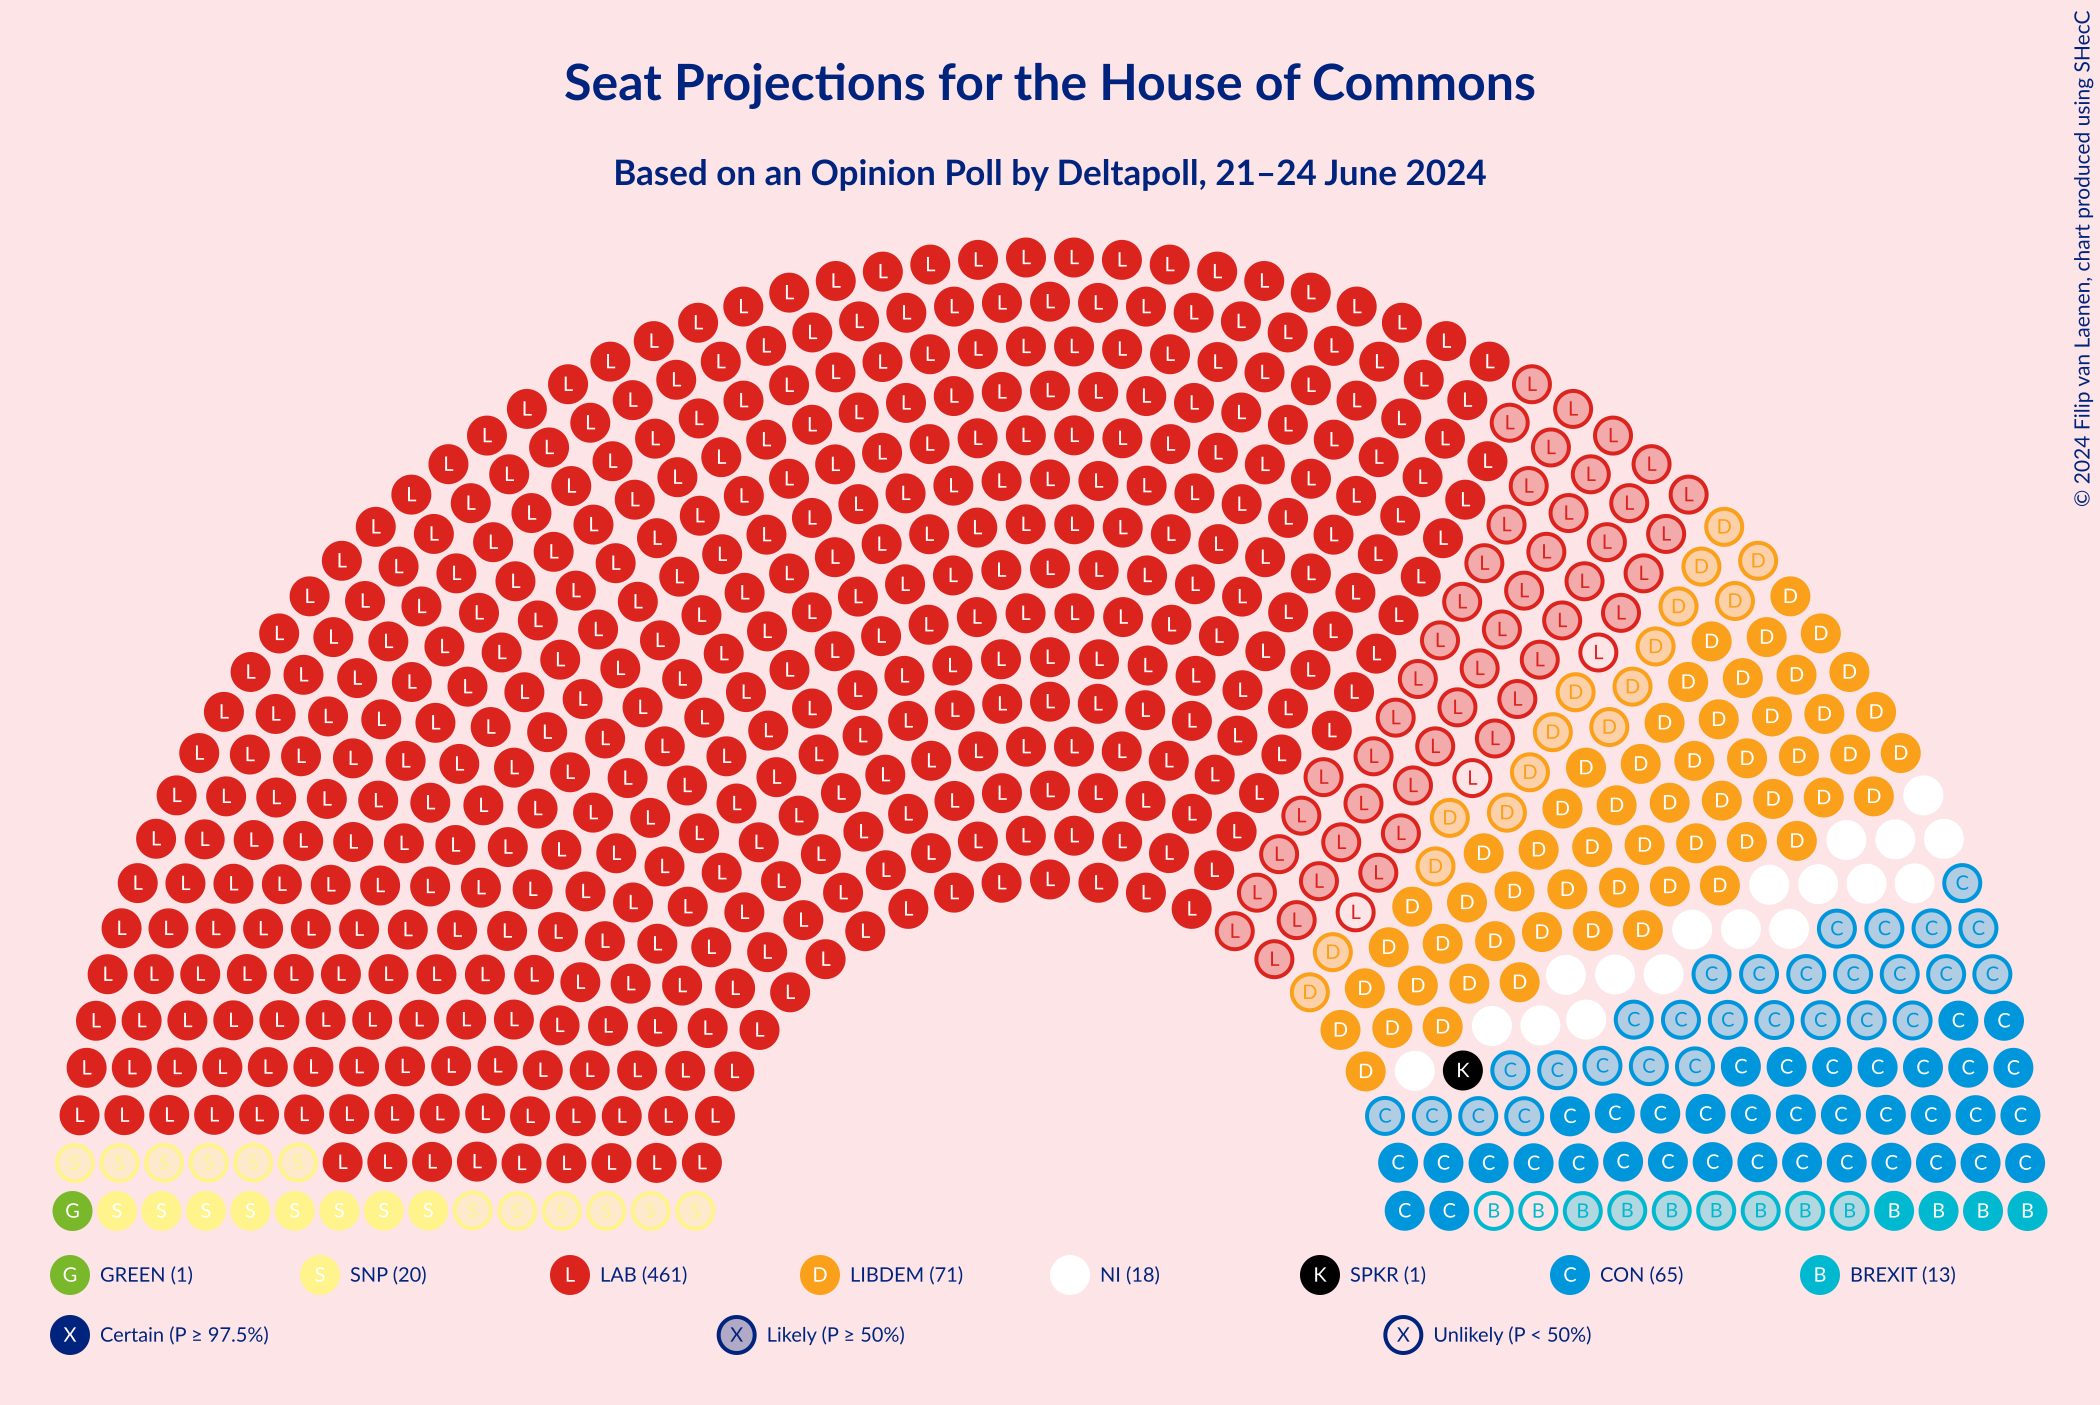 Seat Projections for the House of Commons
Based on an Opinion Poll by Deltapoll, 21–24 June 2024
© 2024 Filip van Laenen, chart produced using SHecC
G GREEN (1) S SNP (20) L LAB (461) D LIBDEM (71) NI (18) K SPKR (1) C CON (65) B BREXIT (13)
X Certain (P ≥ 97.5%) X Likely (P ≥ 50%) X Unlikely (P < 50%)